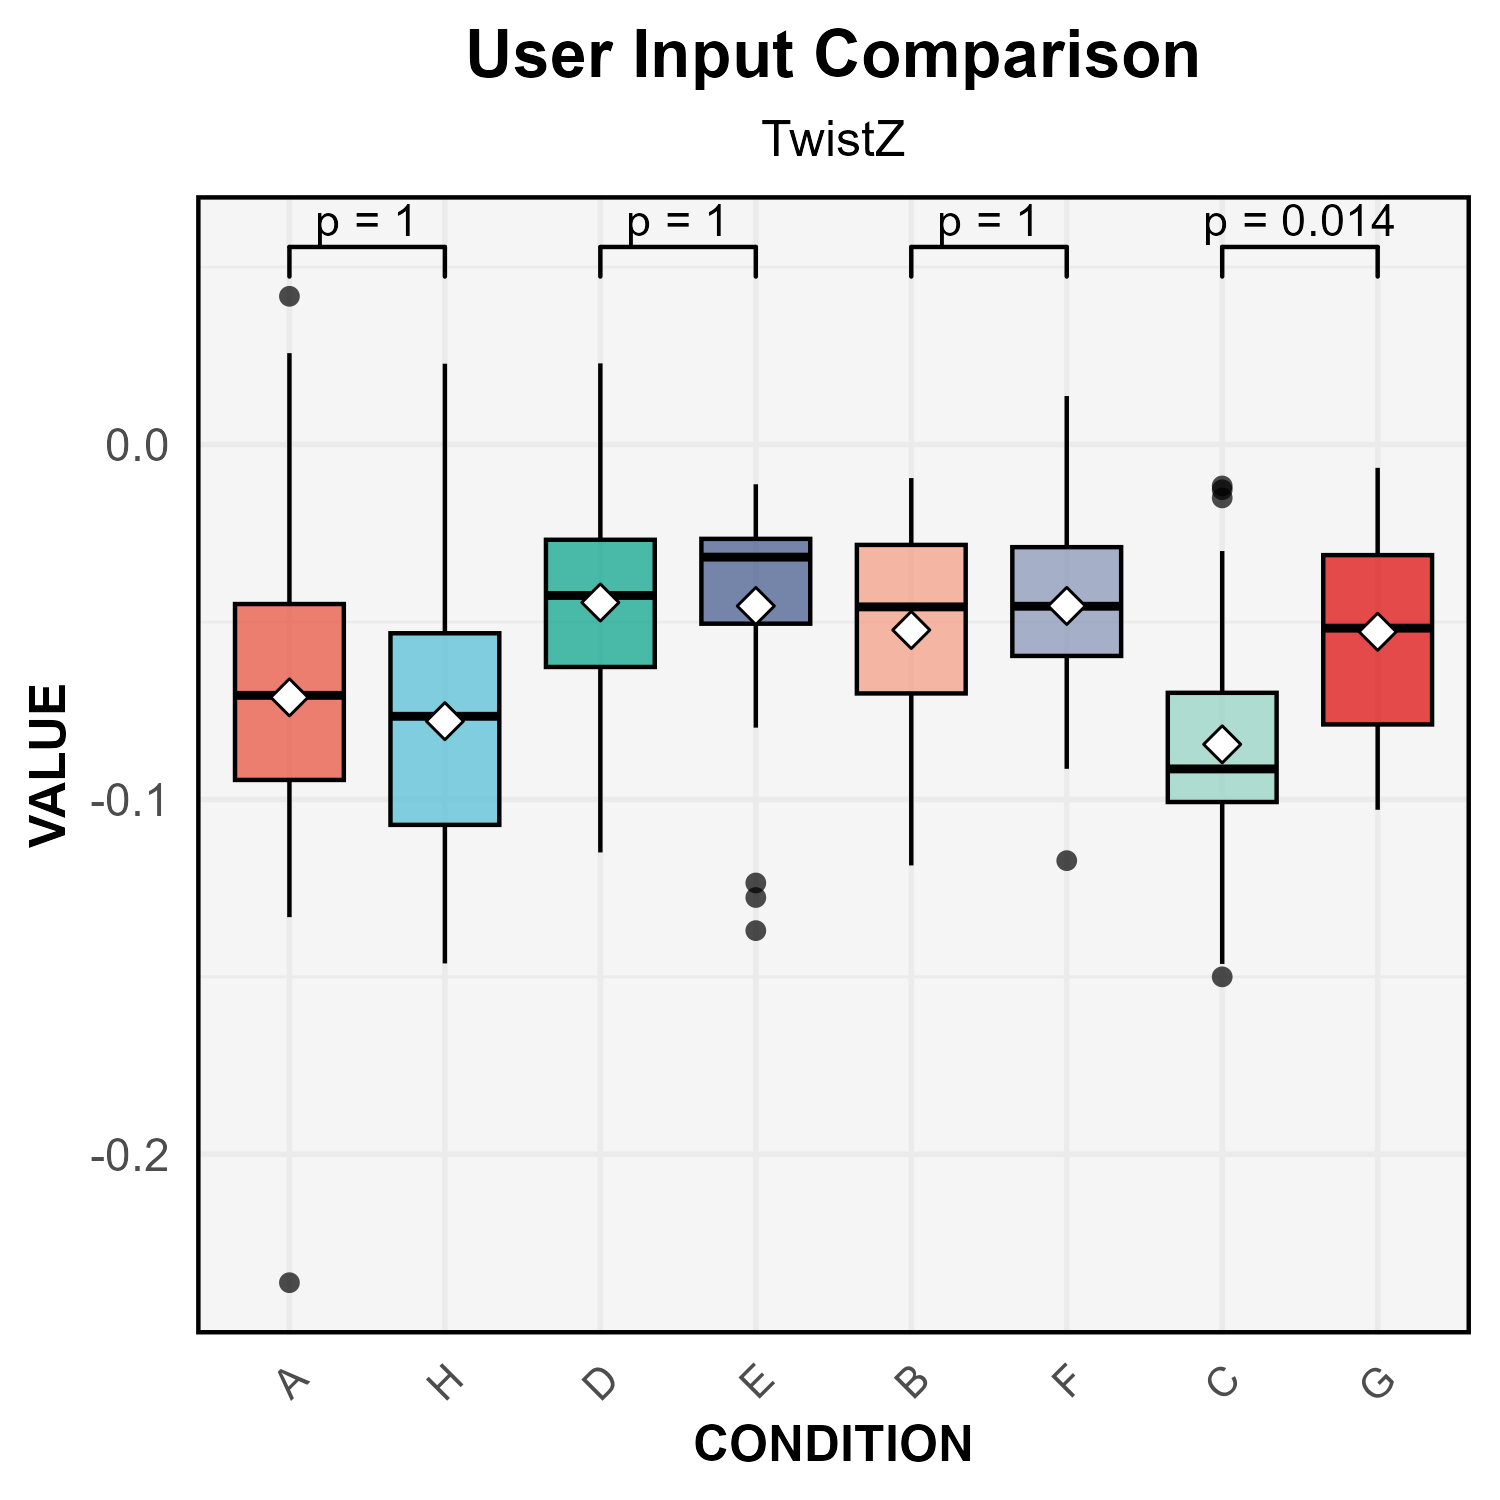 User Input Comparison
TwistZ
p = 1 p = 1 p = 1 p = 0.014
0.0
-0.1
-0.2
VALUE
A H D E B F C G
CONDITION